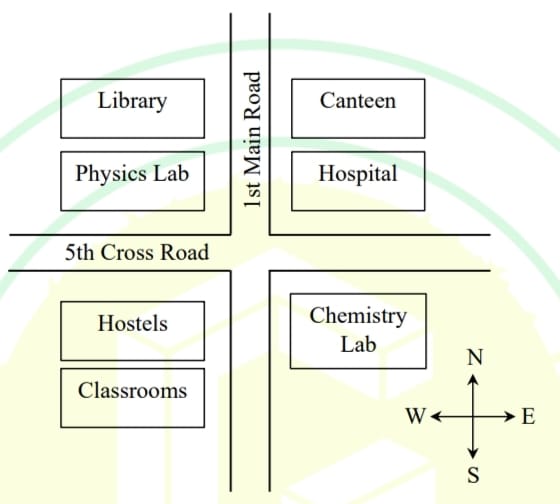 Library
1st Main Road
Canteen
Physics Lab
Hospital
5th Cross Road
Hostels
Chemistry
Lab
Classrooms
N
W
E
S